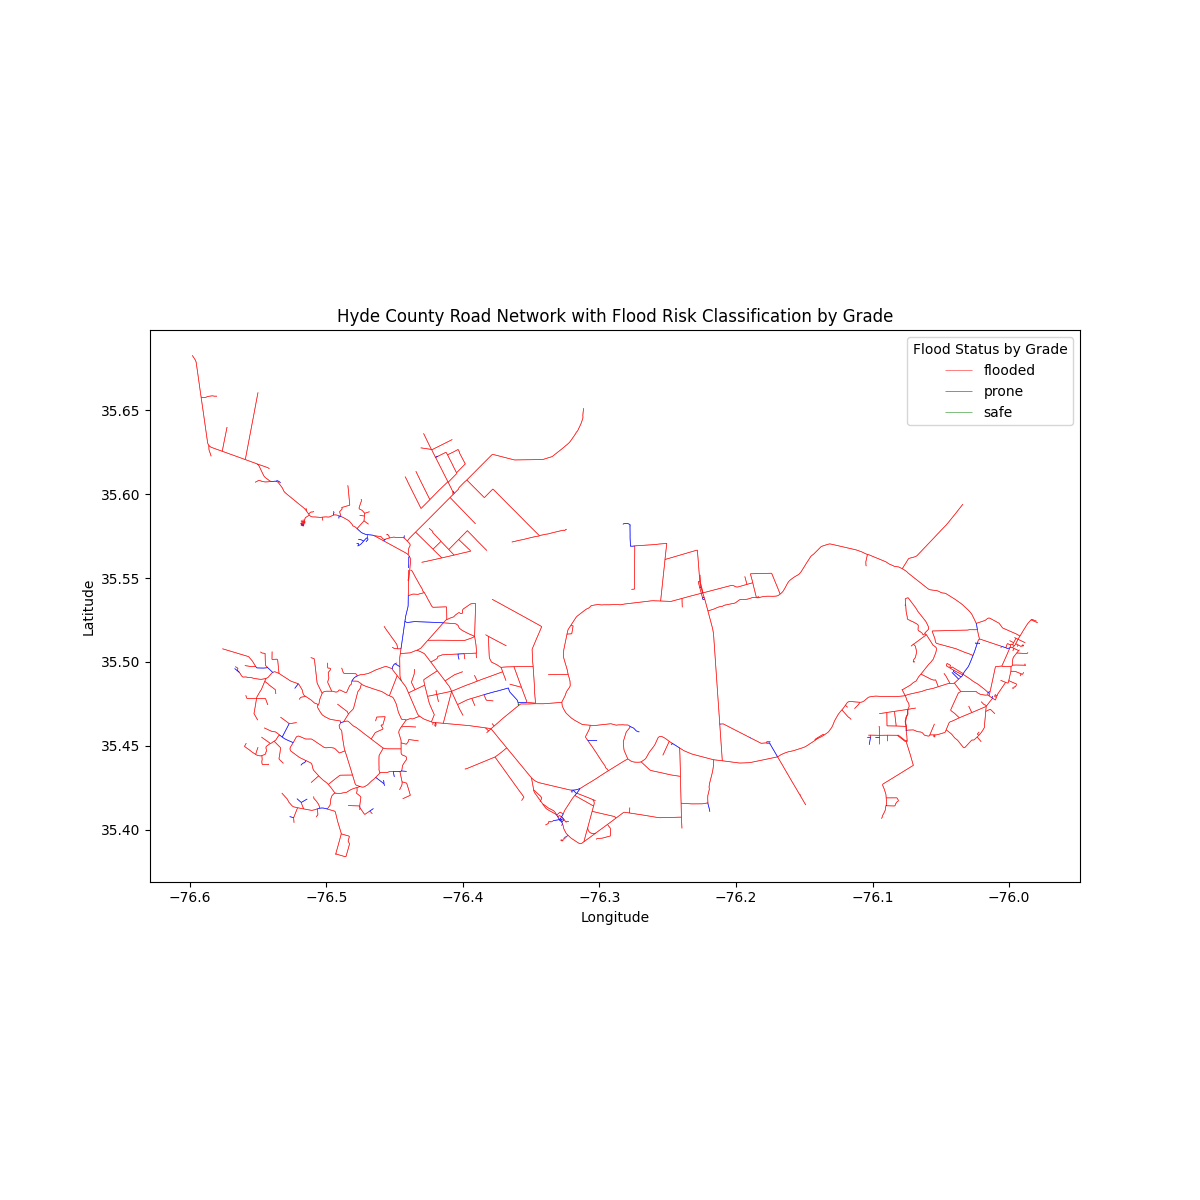 Hyde County Road Network with Flood Risk Classification by Grade
Flood Status by Grade
flooded
prone
safe
35.65
35.60
35.55
35.50
35.45
35.40
Latitude
−76.6 −76.5 −76.4 −76.3 −76.2 −76.1 −76.0
Longitude